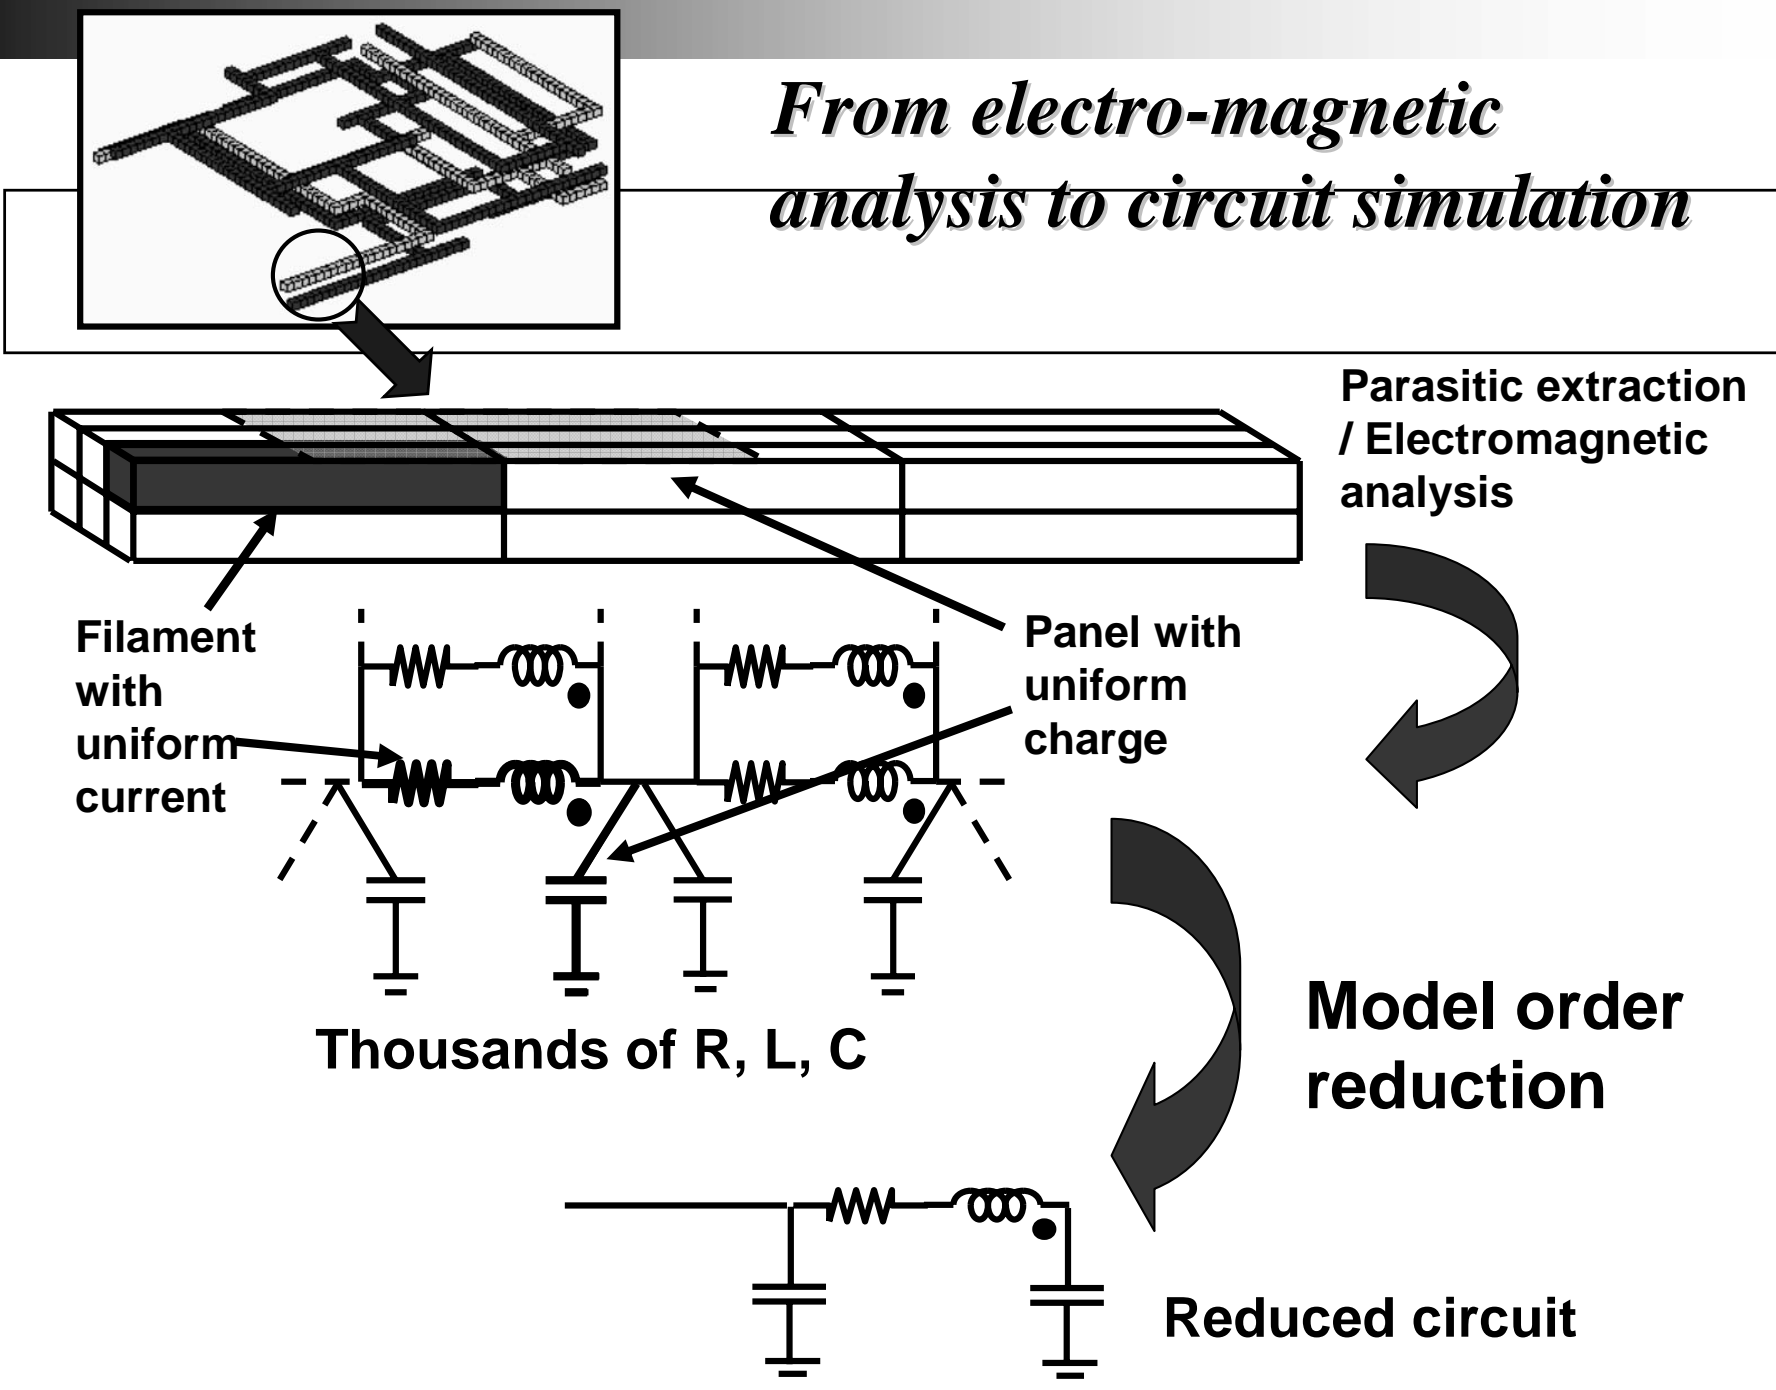 From electro-magnetic
analysis to circuit simulation
Parasitic extraction
/ Electromagnetic
analysis
Filament
with
uniform
current
Panel with
uniform
charge
Thousands of R, L, C
Model order
reduction
Reduced circuit